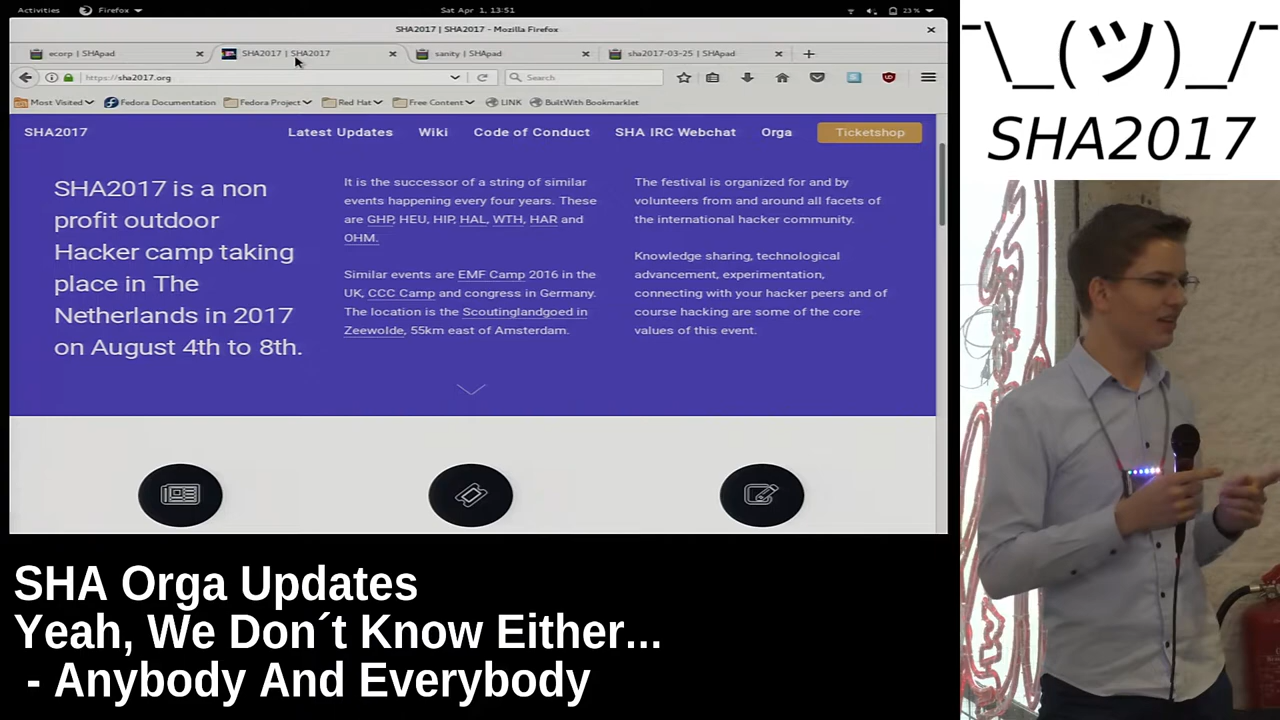 Activities Firefox Sat Apr 1, 13:51 23 %
SHA2017 | SHA2017 - Mozilla Firefox
ecorp | SHApad SHA2017 | SHA2017 sanity | SHApad sha2017-03-25 | SHApad
https://sha2017.org Search
Most Visited Fedora Documentation Fedora Project Red Hat Free Content LINK BuiltWith Bookmarklet
SHA2017 Latest Updates Wiki Code of Conduct SHA IRC Webchat Orga Ticketshop
SHA2017 is a non
profit outdoor
Hacker camp taking
place in The
Netherlands in 2017
on August 4th to 8th.
It is the successor of a string of similar
events happening every four years. These
are GHP, HEU, HIP, HAL, WTH, HAR and
OHM.
Similar events are EMF Camp 2016 in the
UK, CCC Camp and congress in Germany.
The location is the Scoutinglandgoed in
Zeewolde, 55km east of Amsterdam.
The festival is organized for and by
volunteers from and around all facets of
the international hacker community.
Knowledge sharing, technological
advancement, experimentation,
connecting with your hacker peers and of
course hacking are some of the core
values of this event.
¯\_(ツ)_/¯
SHA2017
SHA Orga Updates
Yeah, We Don´t Know Either...
- Anybody And Everybody